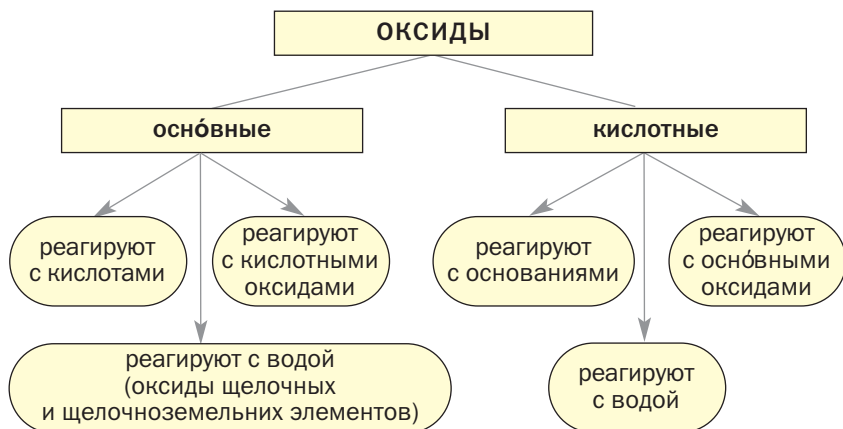 ОКСИДЫ
оснóвные
кислотные
реагируют
с кислотами
реагируют
с кислотными
оксидами
реагируют
с основаниями
реагируют
с оснóвными
оксидами
реагируют с водой
(оксиды щелочных
и щелочноземельних элементов)
реагируют
с водой